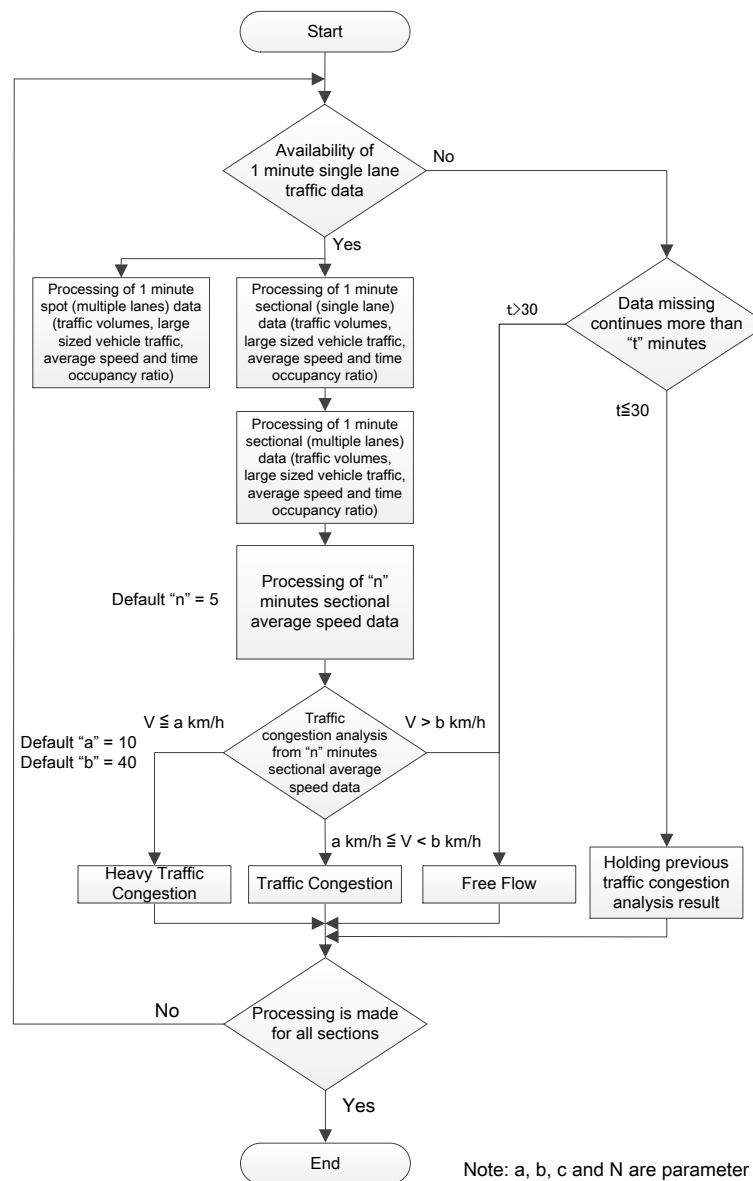 Start
Availability of
1 minute single lane
traffic data
No
Yes
Processing of 1 minute
spot (multiple lanes) data
(traffic volumes, large
sized vehicle traffic,
average speed and time
occupancy ratio)
Processing of 1 minute
sectional (single lane)
data (traffic volumes,
large sized vehicle traffic,
average speed and time
occupancy ratio)
t>30
Data missing
continues more than
“t” minutes
t≦30
Processing of 1 minute
sectional (multiple lanes)
data (traffic volumes,
large sized vehicle traffic,
average speed and time
occupancy ratio)
Default “n” = 5
Processing of “n”
minutes sectional
average speed data
V ≦ a km/h
Default “a” = 10
Default “b” = 40
Traffic
congestion analysis
from “n” minutes
sectional average
speed data
V > b km/h
a km/h ≦ V < b km/h
Heavy Traffic
Congestion
Traffic Congestion
Free Flow
Holding previous
traffic congestion
analysis result
No
Processing is made
for all sections
Yes
End
Note: a, b, c and N are parameter